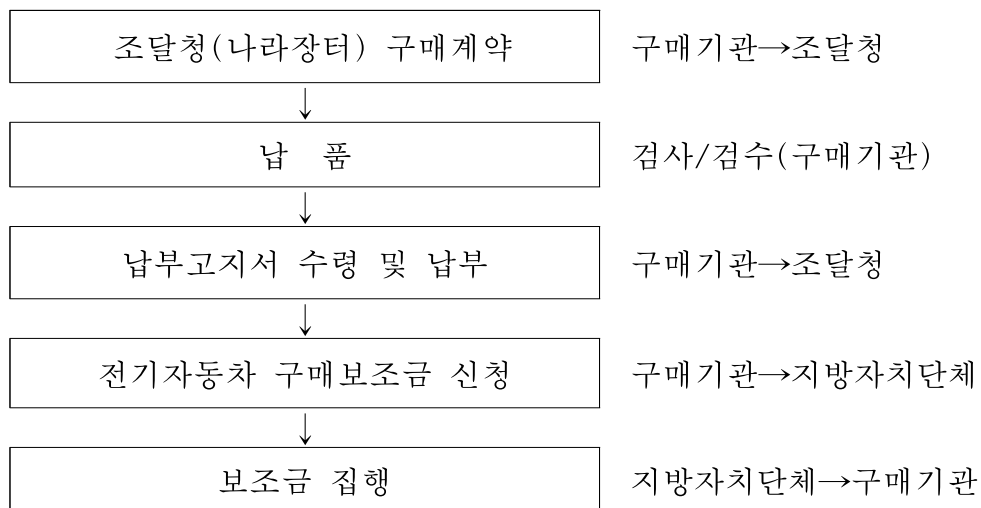 조달청(나라장터) 구매계약 구매기관→조달청
납 품 검사/검수(구매기관)
납부고지서 수령 및 납부 구매기관→조달청
전기자동차 구매보조금 신청 구매기관→지방자치단체
보조금 집행 지방자치단체→구매기관